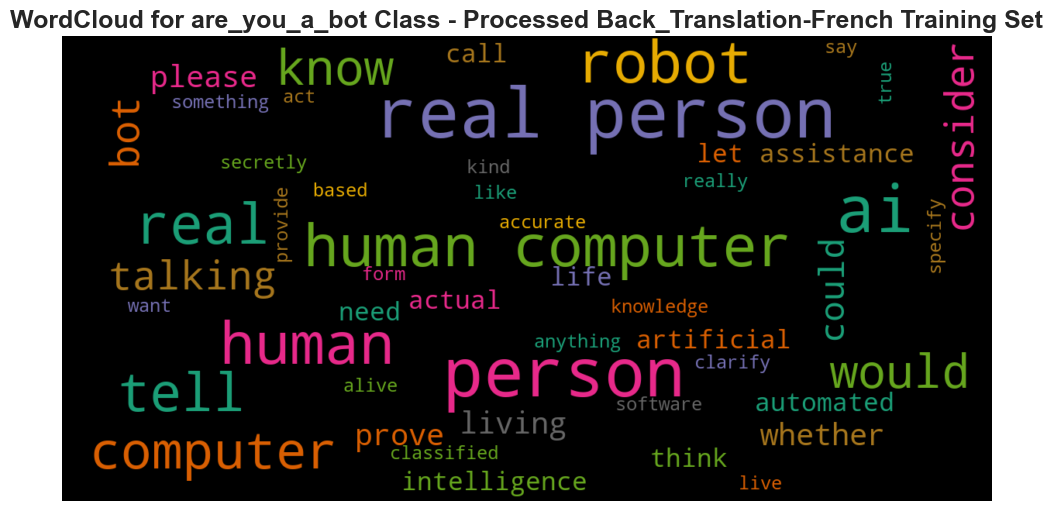 WordCloud for are_you_a_bot Class - Processed Back_Translation-French Training Set
say
call
robot
know
please
true
consider
something
act
real person
bot
let
assistance
secretly
kind
really
based
like
ai
provide
specify
real
accurate
human computer
could
talking
form
life
want
need
actual
knowledge
human
anything
artificial
clarify
person
would
tell
alive
software
automated
living
computer
prove
whether
classified
think
intelligence
live